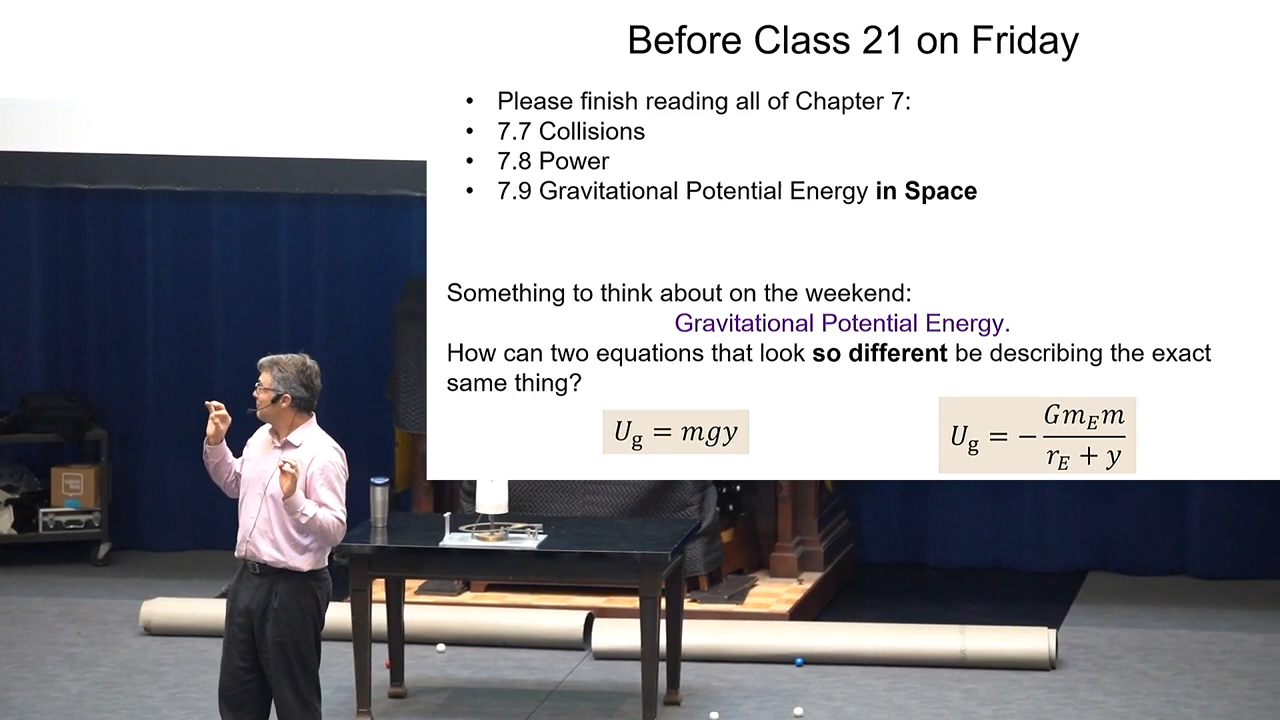 Before Class 21 on Friday
• Please finish reading all of Chapter 7:
• 7.7 Collisions
• 7.8 Power
• 7.9 Gravitational Potential Energy in Space
Something to think about on the weekend:
Gravitational Potential Energy.
How can two equations that look so different be describing the exact
same thing?
U_g = mgy
U_g = −\frac{Gm_E m}{r_E + y}